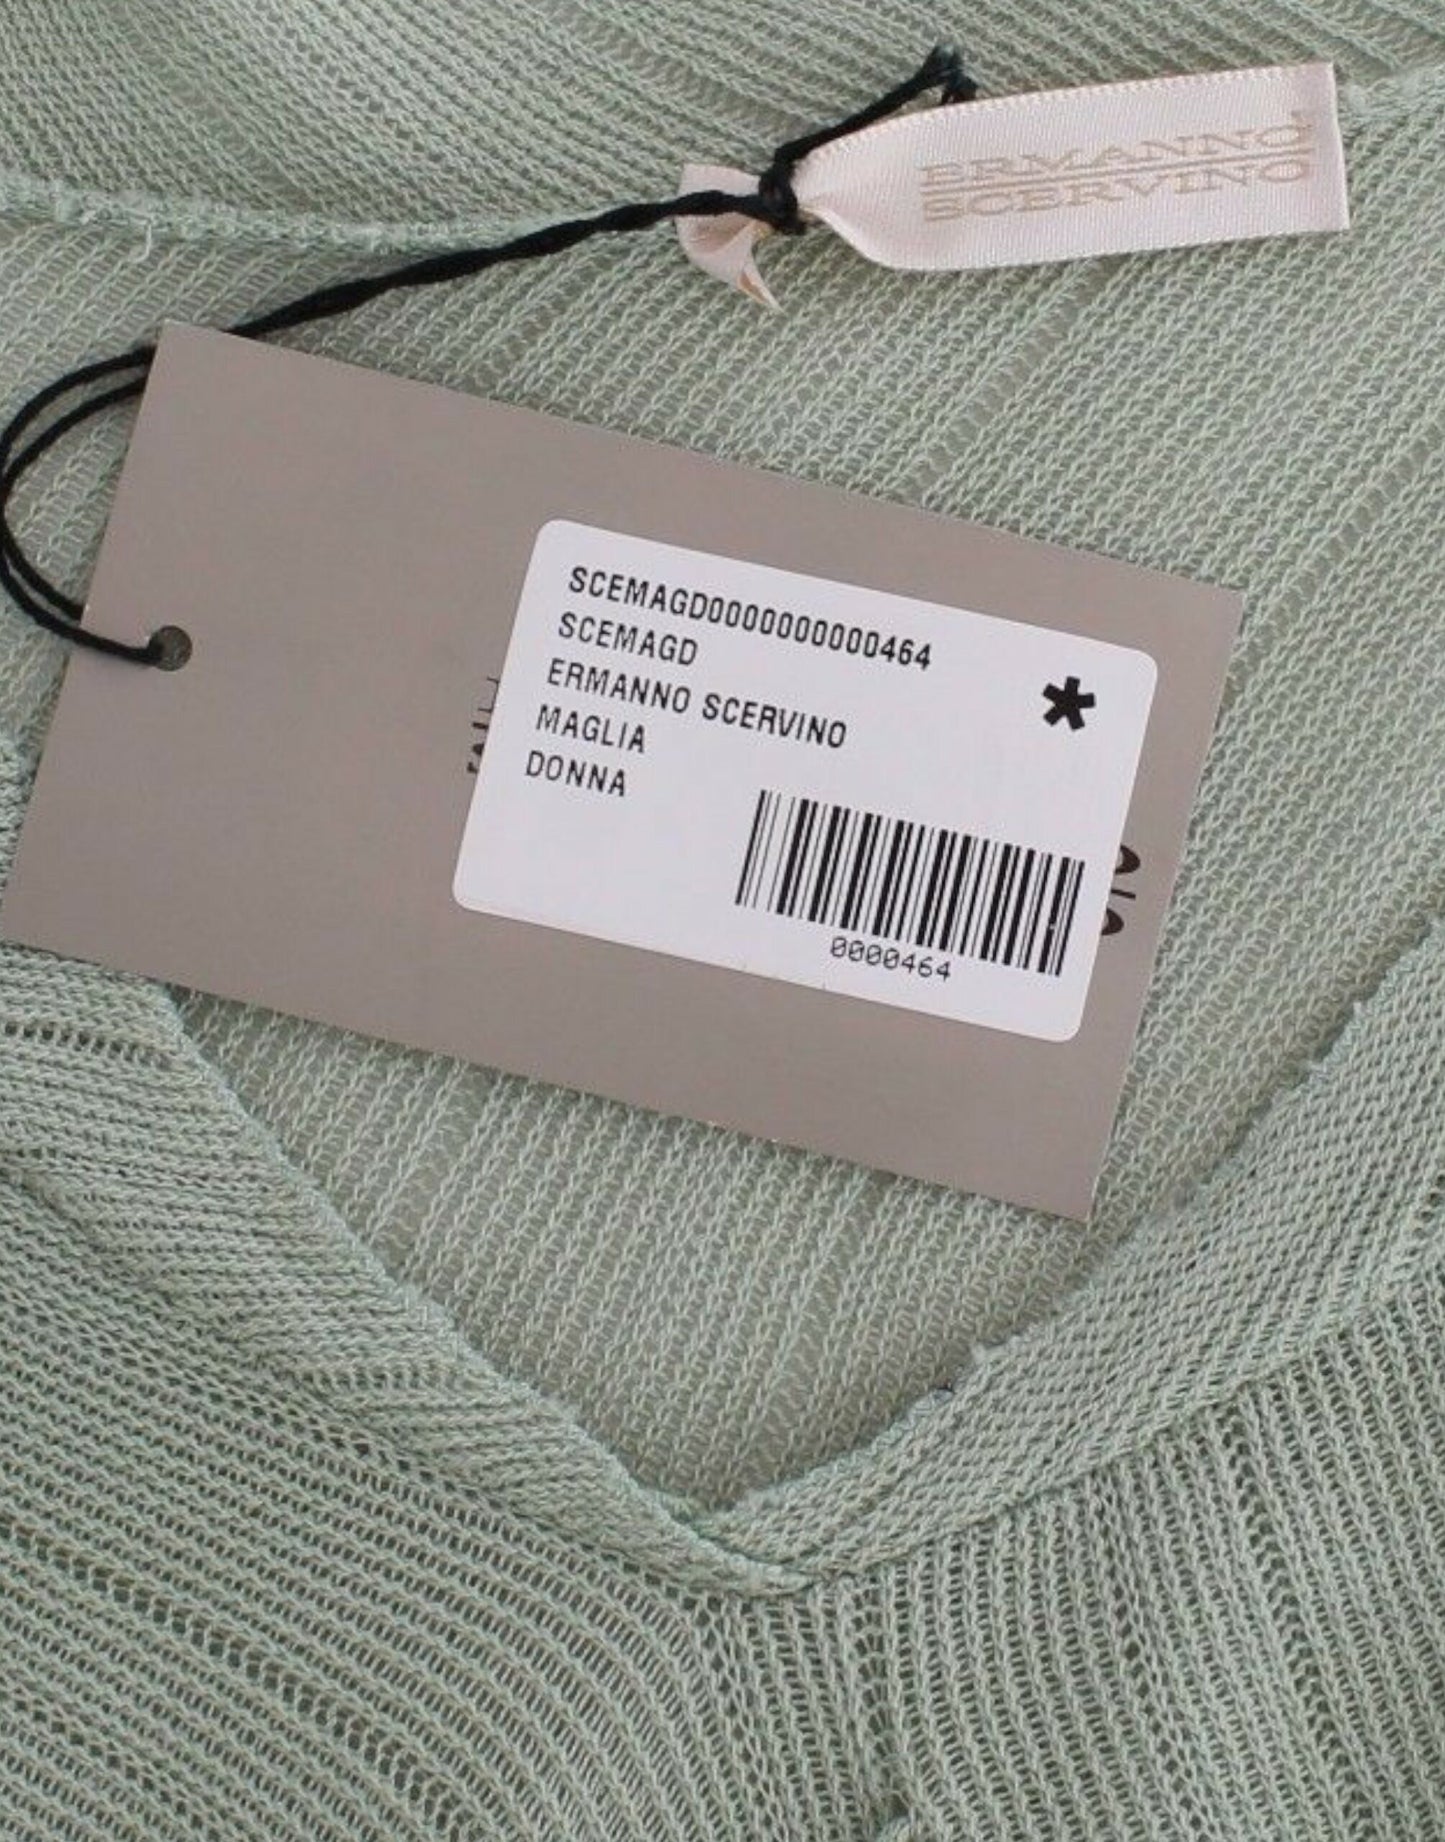 ERMANNO
SCERVINO
SCEMAGD0000000000464
SCEMAGD
ERMANNO SCERVINO
MAGLIA
DONNA
*
0000464